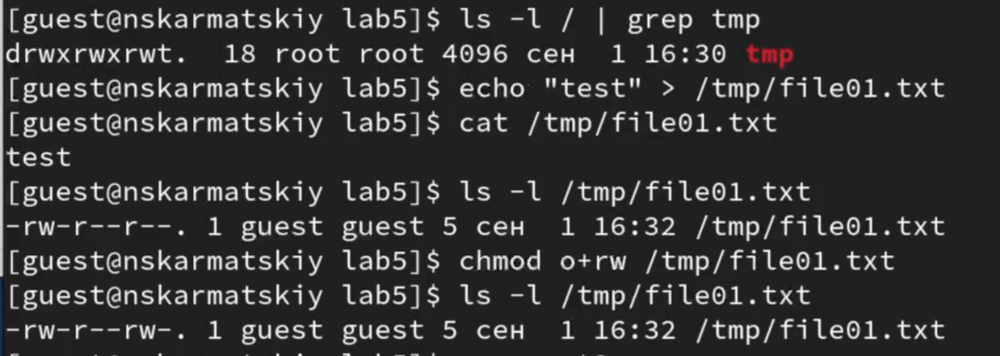 [guest@nskarmatskiy lab5]$ ls -l / | grep tmp
drwxrwxrwt.  18 root root 4096 сен  1 16:30 tmp
[guest@nskarmatskiy lab5]$ echo "test" > /tmp/file01.txt
[guest@nskarmatskiy lab5]$ cat /tmp/file01.txt
test
[guest@nskarmatskiy lab5]$ ls -l /tmp/file01.txt
-rw-r--r--. 1 guest guest 5 сен  1 16:32 /tmp/file01.txt
[guest@nskarmatskiy lab5]$ chmod o+rw /tmp/file01.txt
[guest@nskarmatskiy lab5]$ ls -l /tmp/file01.txt
-rw-r--rw-. 1 guest guest 5 сен  1 16:32 /tmp/file01.txt